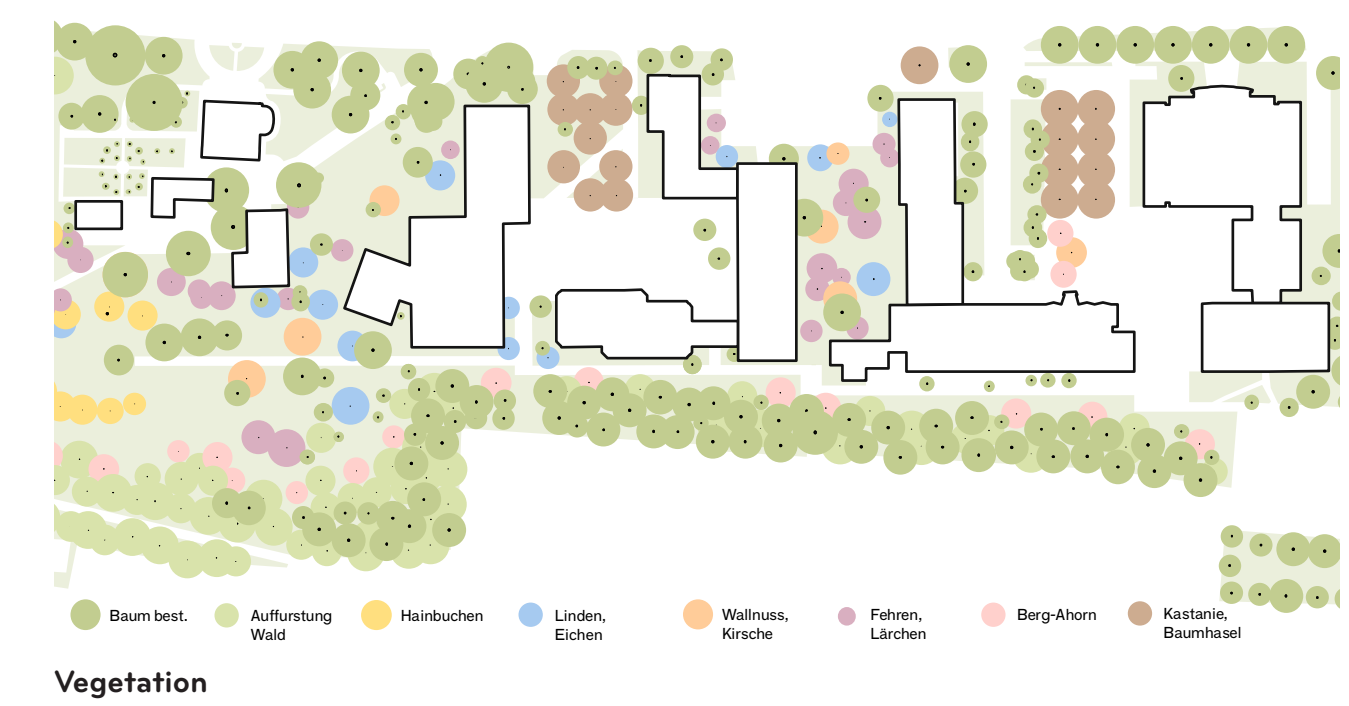 Baum best.
Auffurstung
Wald
Hainbuchen
Linden,
Eichen
Wallnuss,
Kirsche
Fehren,
Lärchen
Berg-Ahorn
Kastanie,
Baumhasel
Vegetation